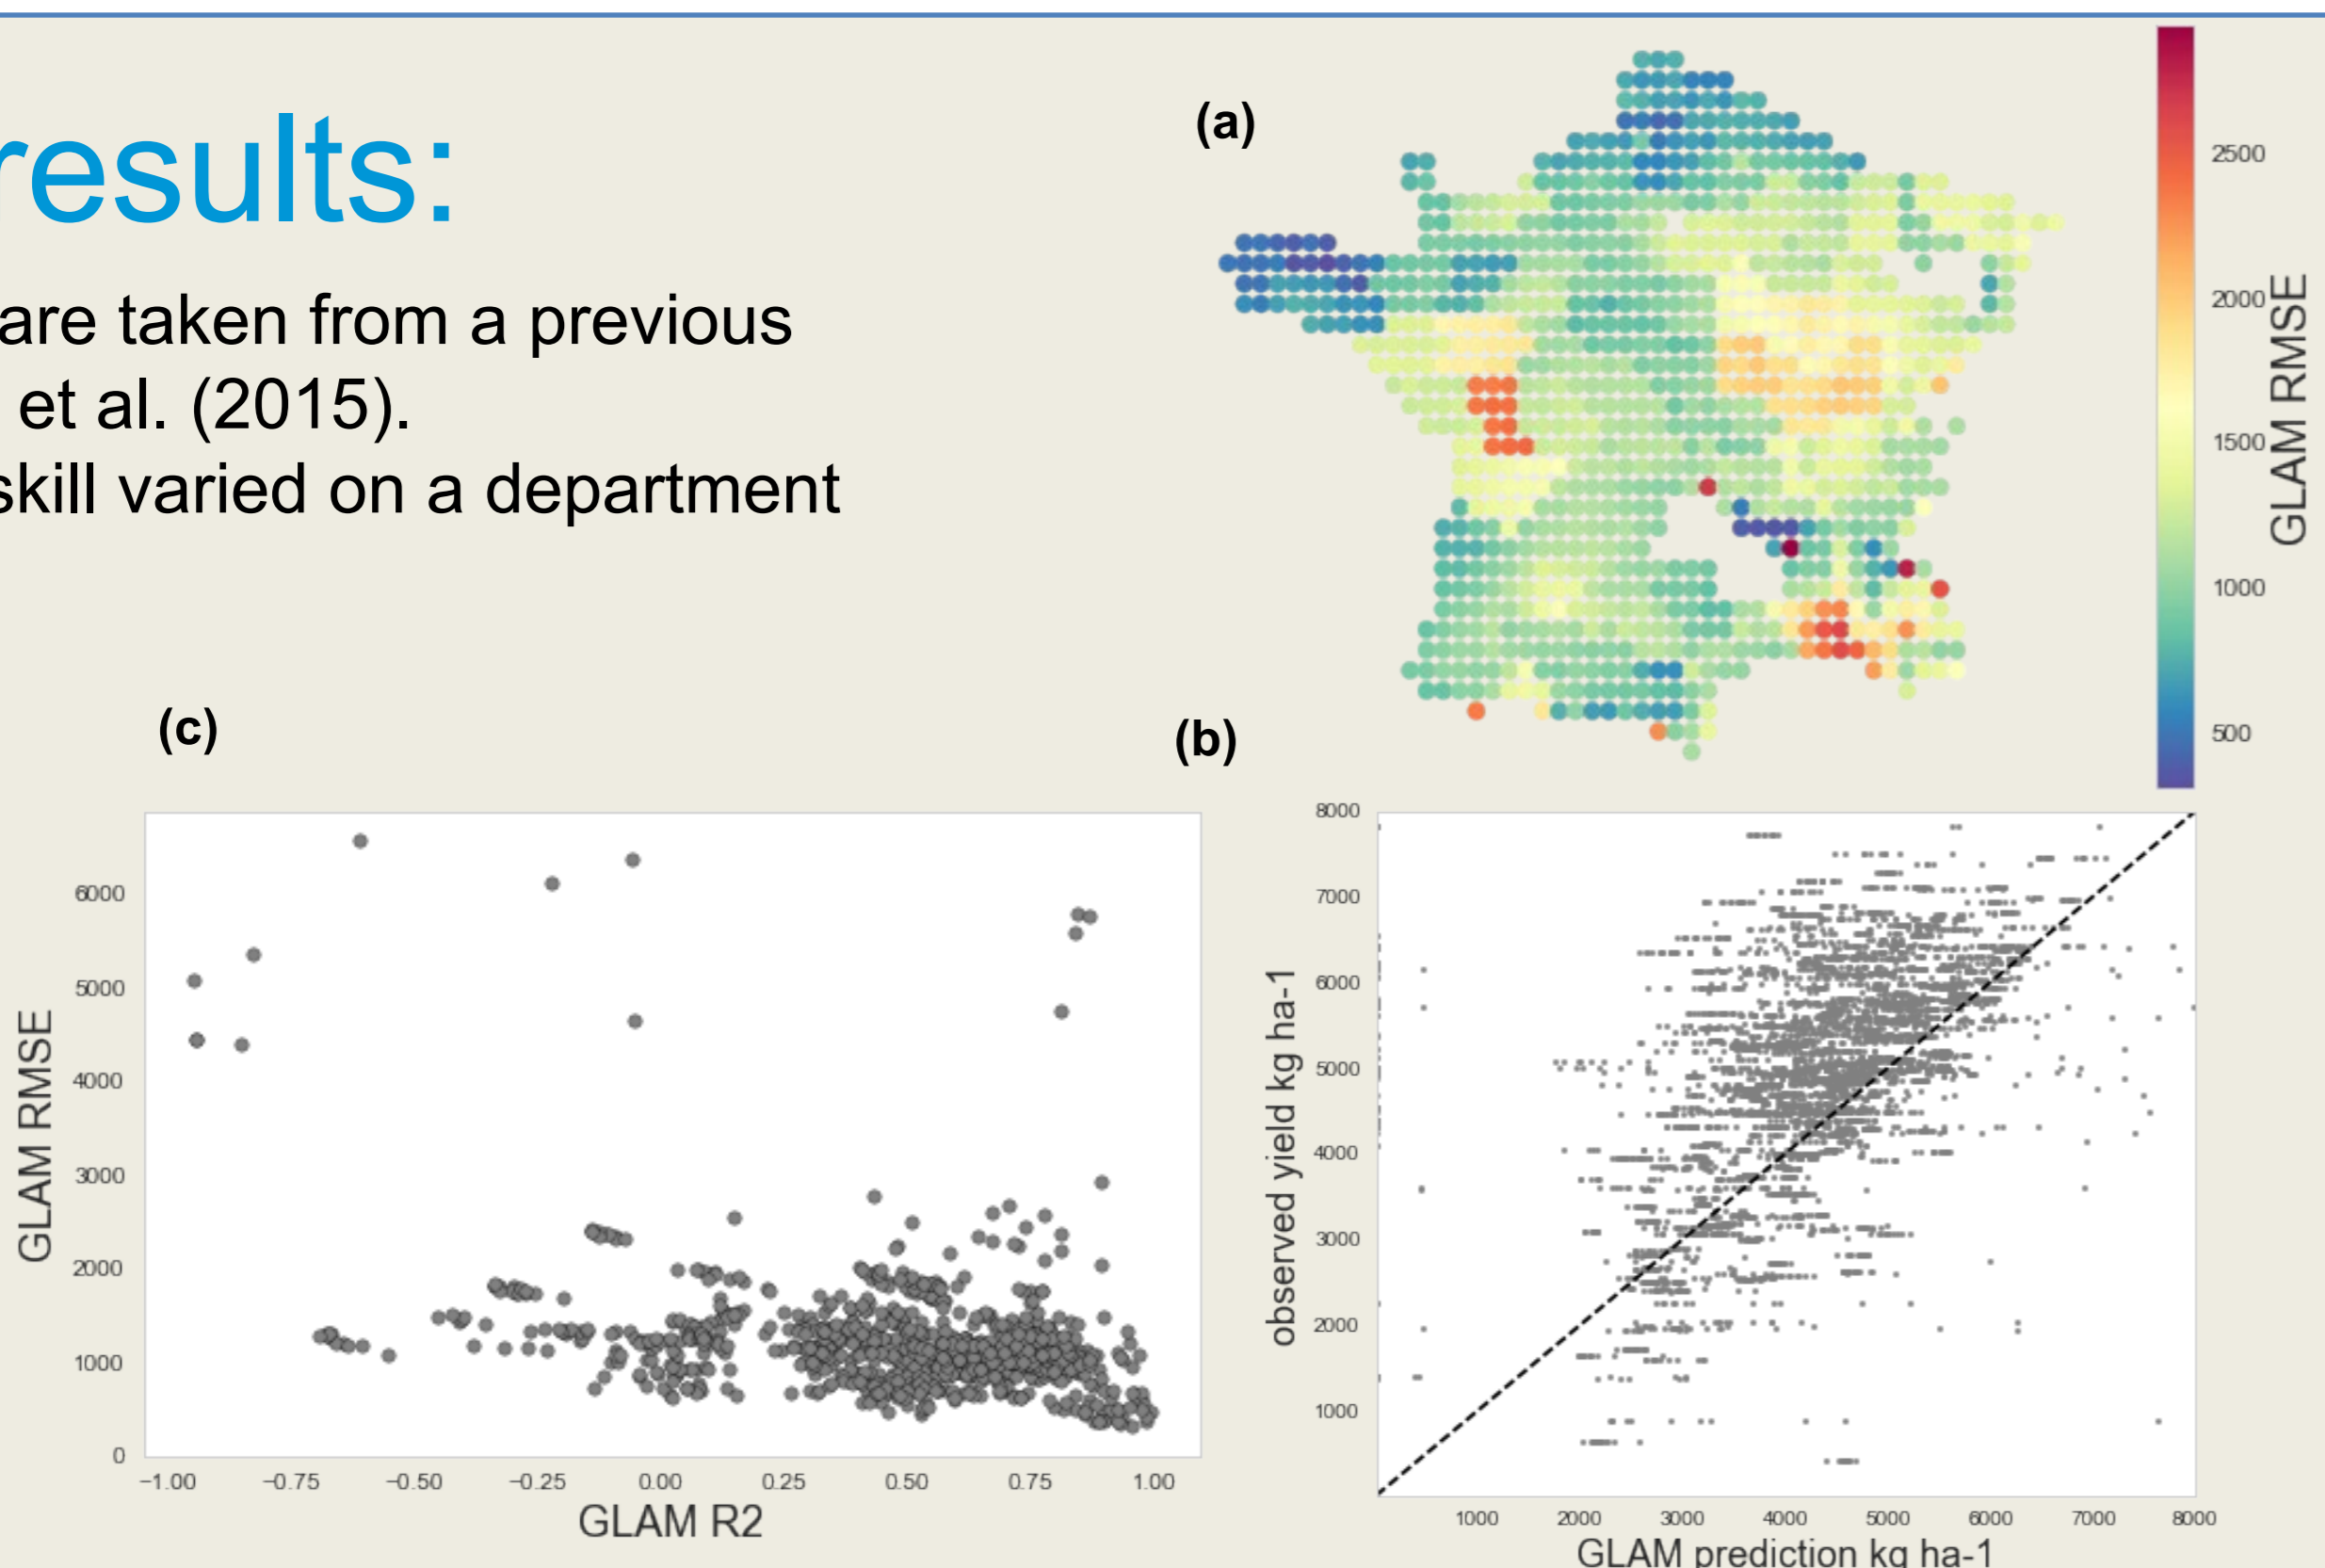 results:
are taken from a previous
et al. (2015).
skill varied on a department
(a)
2500
2000
1500
1000
500
GLAM RMSE
(c)
6000
5000
4000
3000
2000
1000
0
GLAM RMSE
−1.00 −0.75 −0.50 −0.25 0.00 0.25 0.50 0.75 1.00
GLAM R2
(b)
8000
7000
6000
5000
4000
3000
2000
1000
observed yield kg ha-1
1000 2000 3000 4000 5000 6000 7000 8000
GLAM prediction kg ha-1